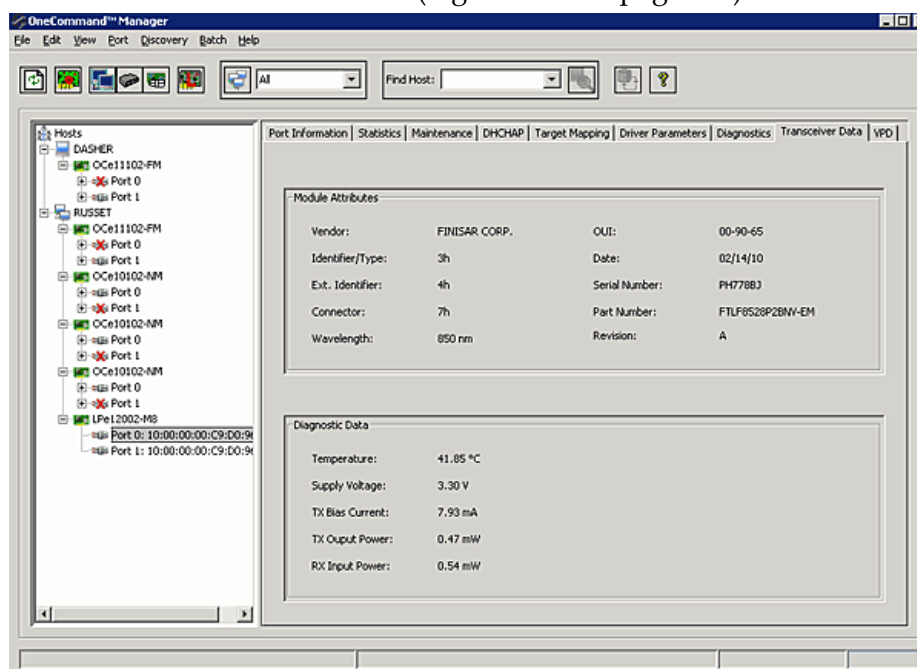 OneCommand™ Manager
File Edit View Port Discovery Batch Help
All
Find Host:
Port Information Statistics Maintenance DHCHAP Target Mapping Driver Parameters Diagnostics Transceiver Data VPD
Hosts
DASHER
OCe11102-FM
Port 0
Port 1
RUSSET
OCe11102-FM
Port 0
Port 1
OCe10102-NM
Port 0
Port 1
OCe10102-NM
Port 0
Port 1
OCe10102-NM
Port 0
Port 1
LPe12002-M8
Port 0: 10:00:00:00:C9:D0:96
Port 1: 10:00:00:00:C9:D0:96
Module Attributes
Vendor: FINISAR CORP. OUI: 00-90-65
Identifier/Type: 3h Date: 02/14/10
Ext. Identifier: 4h Serial Number: PH778BJ
Connector: 7h Part Number: FTLF8528P2BNV-EM
Wavelength: 850 nm Revision: A
Diagnostic Data
Temperature: 41.85 °C
Supply Voltage: 3.30 V
TX Bias Current: 7.93 mA
TX Ouput Power: 0.47 mW
RX Input Power: 0.54 mW